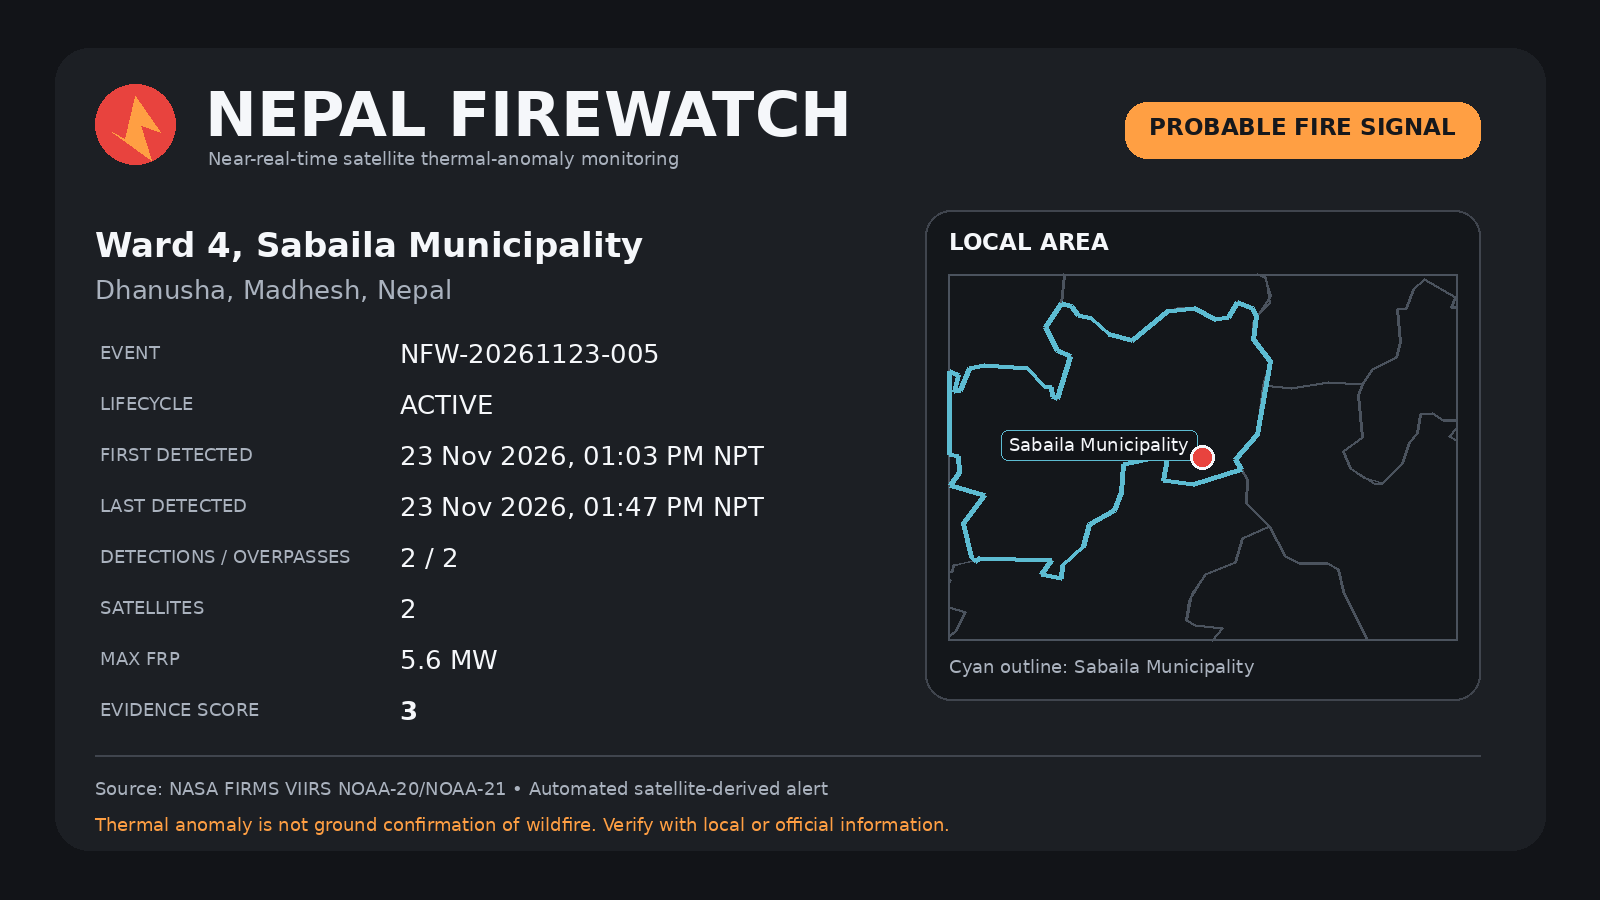 NEPAL FIREWATCH
Near-real-time satellite thermal-anomaly monitoring
PROBABLE FIRE SIGNAL
Ward 4, Sabaila Municipality
Dhanusha, Madhesh, Nepal
EVENT NFW-20261123-005
LIFECYCLE ACTIVE
FIRST DETECTED 23 Nov 2026, 01:03 PM NPT
LAST DETECTED 23 Nov 2026, 01:47 PM NPT
DETECTIONS / OVERPASSES 2 / 2
SATELLITES 2
MAX FRP 5.6 MW
EVIDENCE SCORE 3
LOCAL AREA
Sabaila Municipality
Cyan outline: Sabaila Municipality
Source: NASA FIRMS VIIRS NOAA-20/NOAA-21 • Automated satellite-derived alert
Thermal anomaly is not ground confirmation of wildfire. Verify with local or official information.